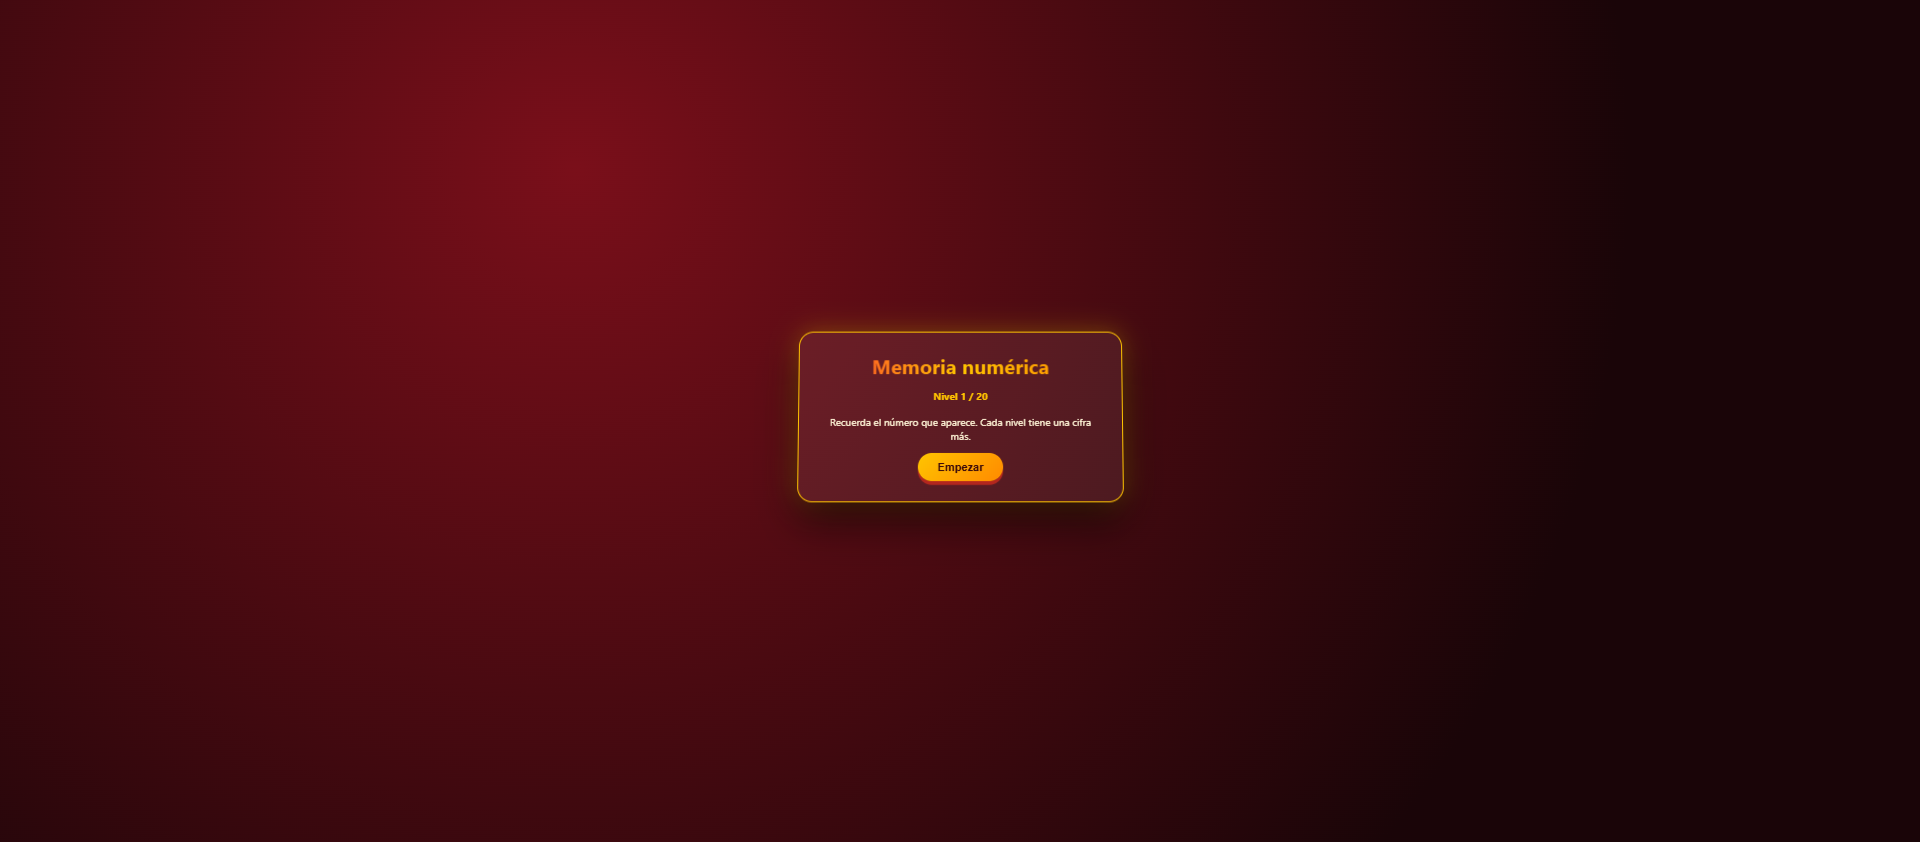 Memoria numérica
Nivel 1 / 20
Recuerda el número que aparece. Cada nivel tiene una cifra
más.
Empezar